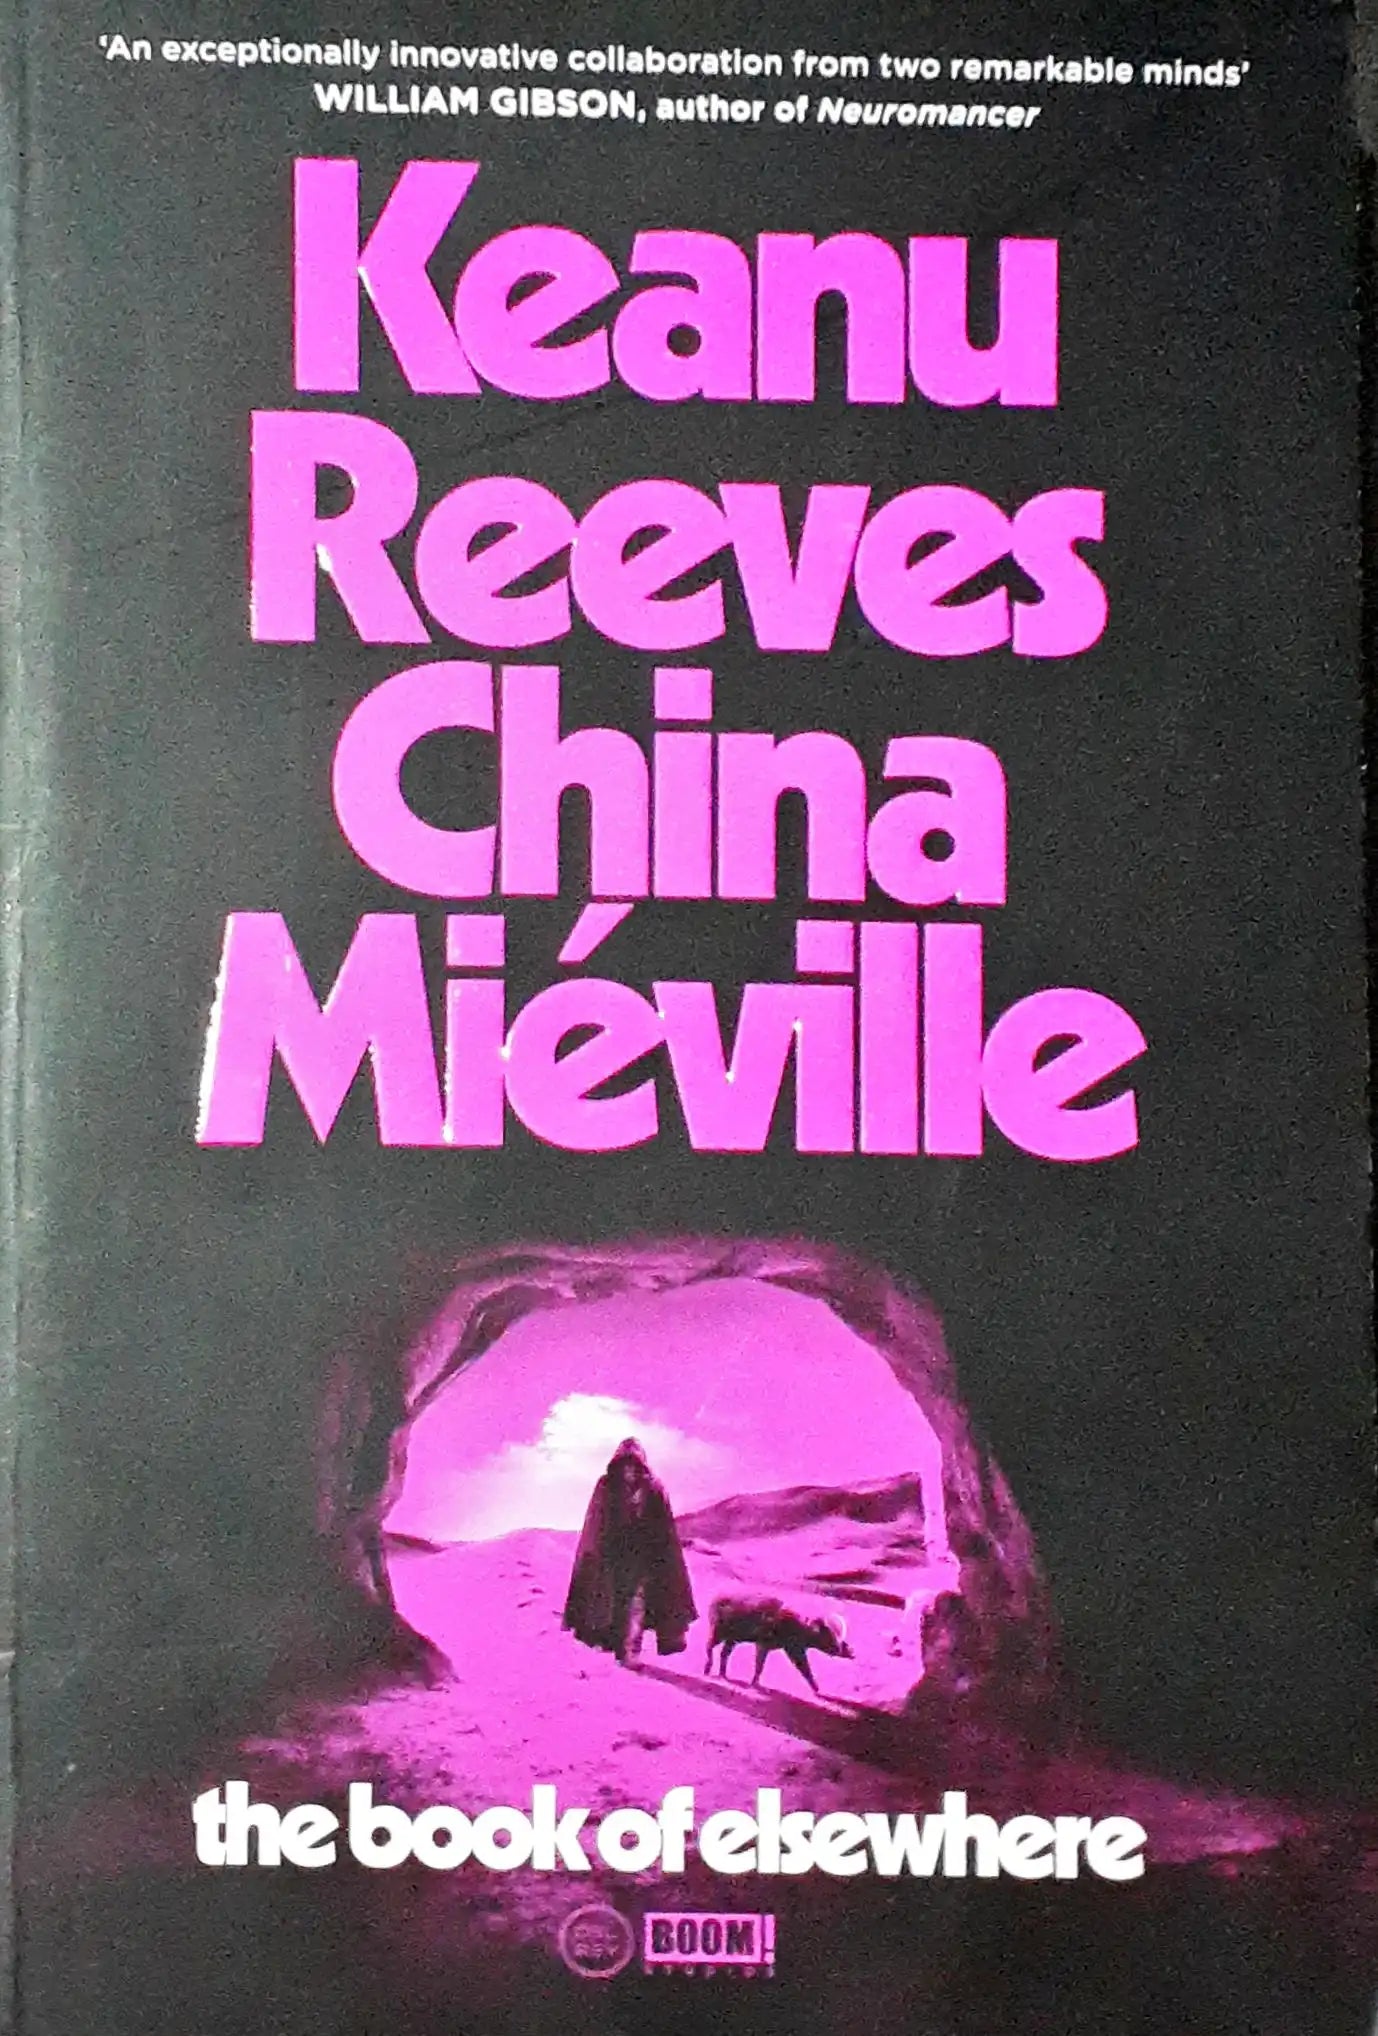 ‘An exceptionally innovative collaboration from two remarkable minds’
WILLIAM GIBSON, author of Neuromancer
Keanu
Reeves
China
Miéville
the book of elsewhere
BOOM!
STUDIOS